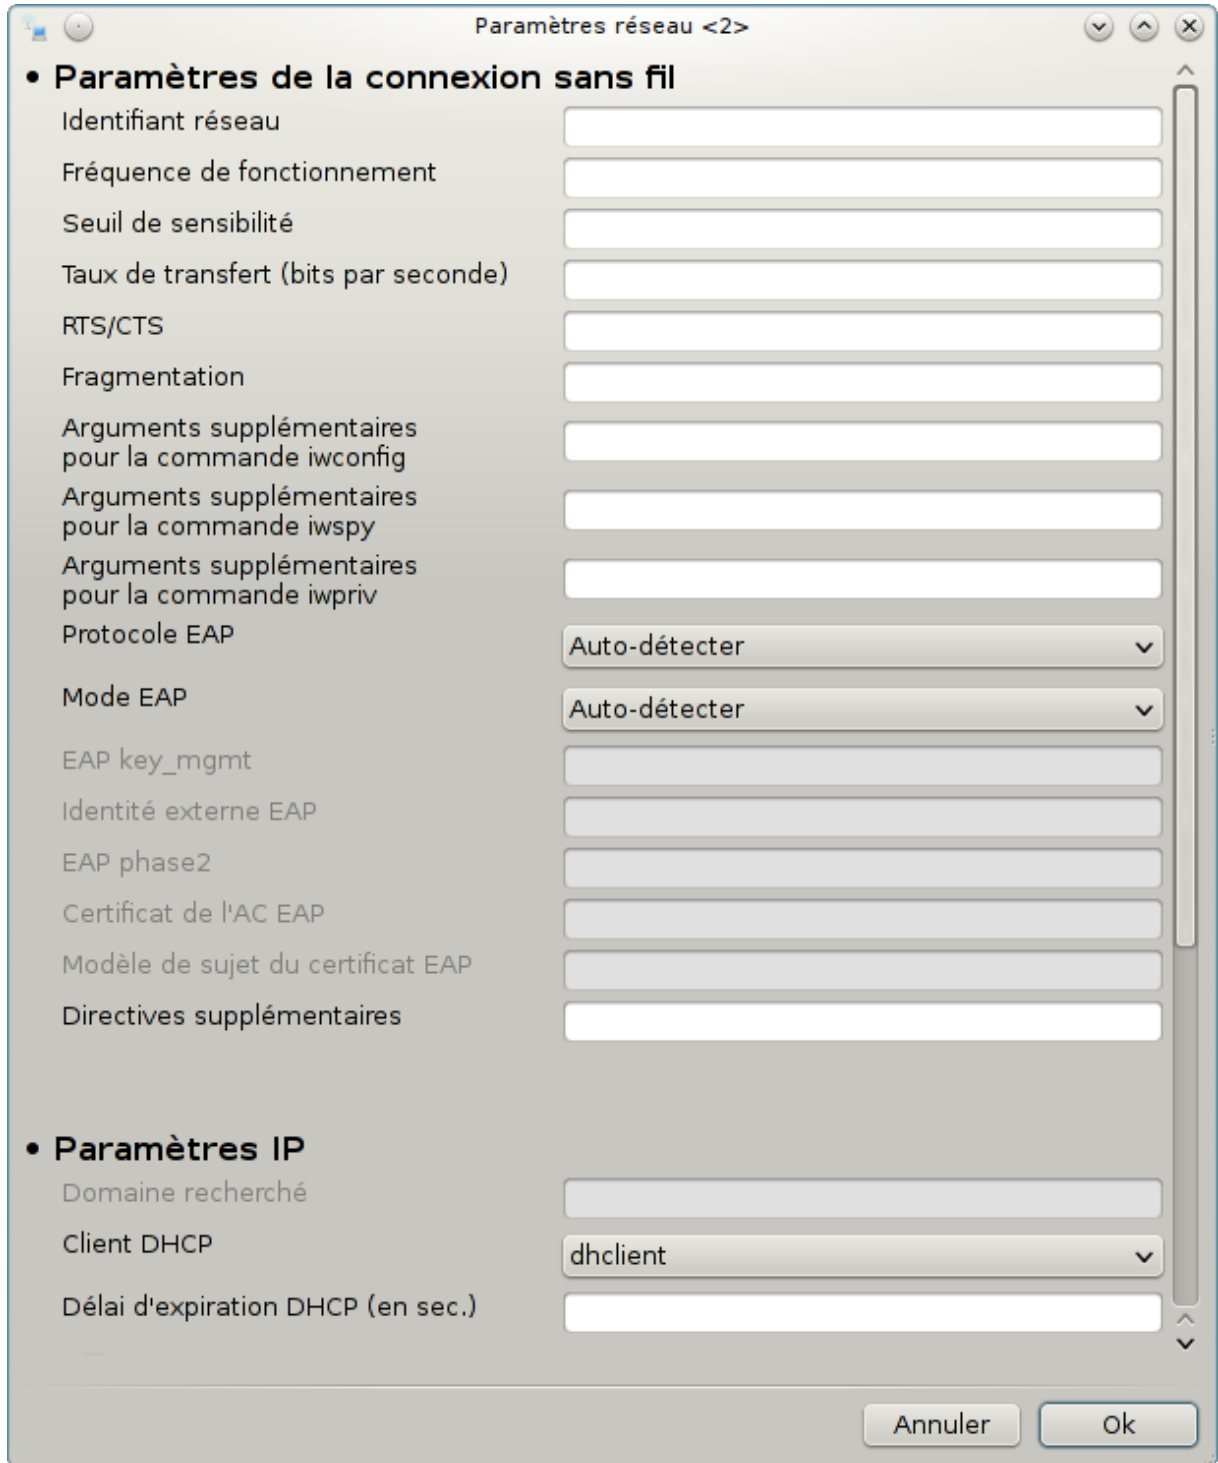 Paramètres réseau <2>
• Paramètres de la connexion sans fil
Identifiant réseau
Fréquence de fonctionnement
Seuil de sensibilité
Taux de transfert (bits par seconde)
RTS/CTS
Fragmentation
Arguments supplémentaires
pour la commande iwconfig
Arguments supplémentaires
pour la commande iwspy
Arguments supplémentaires
pour la commande iwpriv
Protocole EAP
Auto-détecter
Mode EAP
Auto-détecter
EAP key_mgmt
Identité externe EAP
EAP phase2
Certificat de l'AC EAP
Modèle de sujet du certificat EAP
Directives supplémentaires
• Paramètres IP
Domaine recherché
Client DHCP
dhclient
Délai d'expiration DHCP (en sec.)
Annuler
Ok